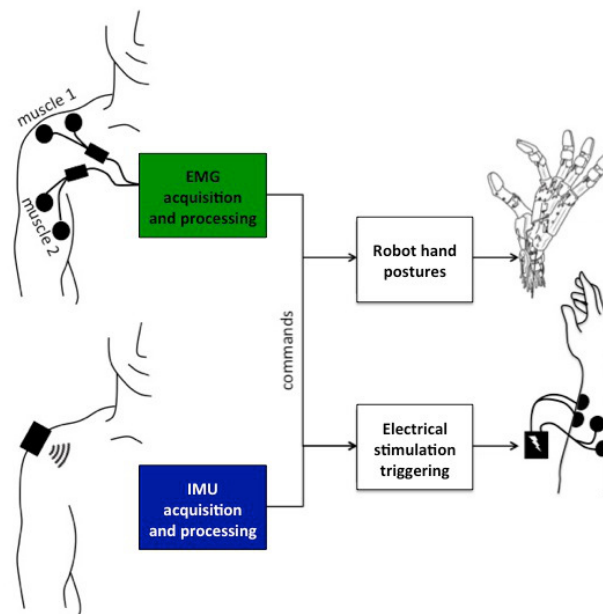 muscle 1
muscle 2
EMG
acquisition
and processing
Robot hand
postures
commands
Electrical
stimulation
triggering
IMU
acquisition
and processing